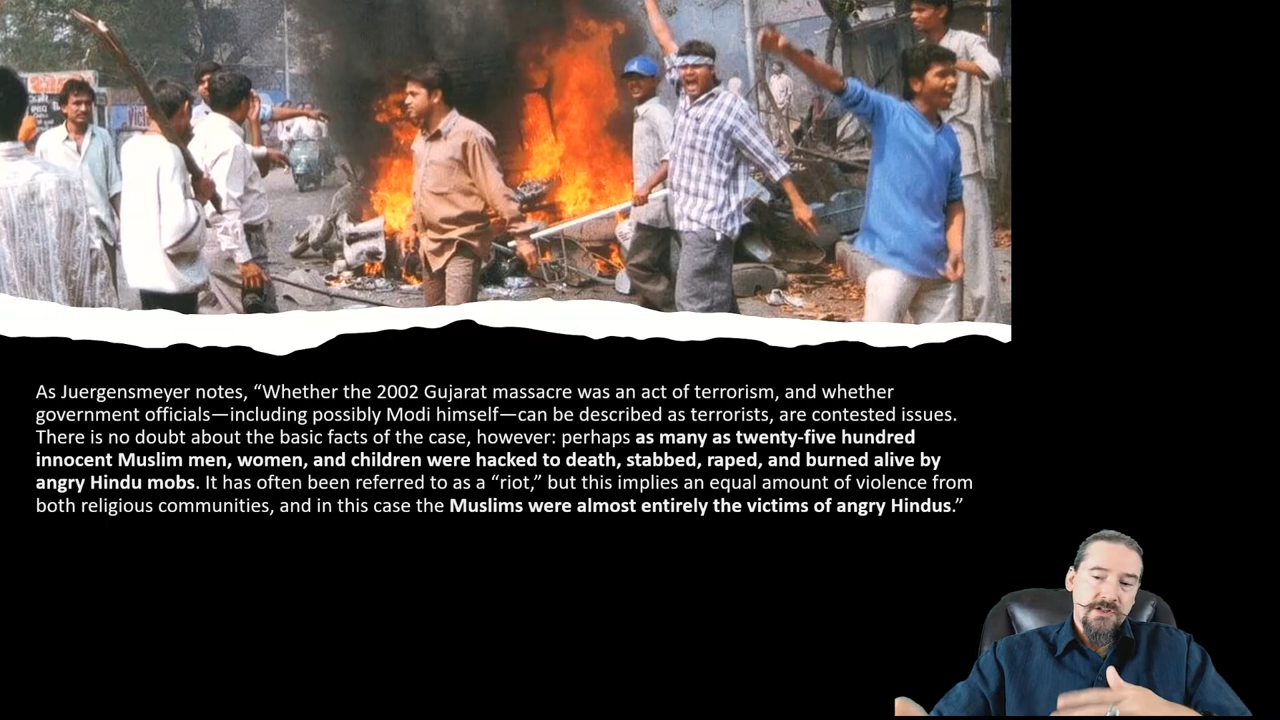 As Juergensmeyer notes, “Whether the 2002 Gujarat massacre was an act of terrorism, and whether
government officials—including possibly Modi himself—can be described as terrorists, are contested issues.
There is no doubt about the basic facts of the case, however: perhaps as many as twenty-five hundred
innocent Muslim men, women, and children were hacked to death, stabbed, raped, and burned alive by
angry Hindu mobs. It has often been referred to as a “riot,” but this implies an equal amount of violence from
both religious communities, and in this case the Muslims were almost entirely the victims of angry Hindus.”